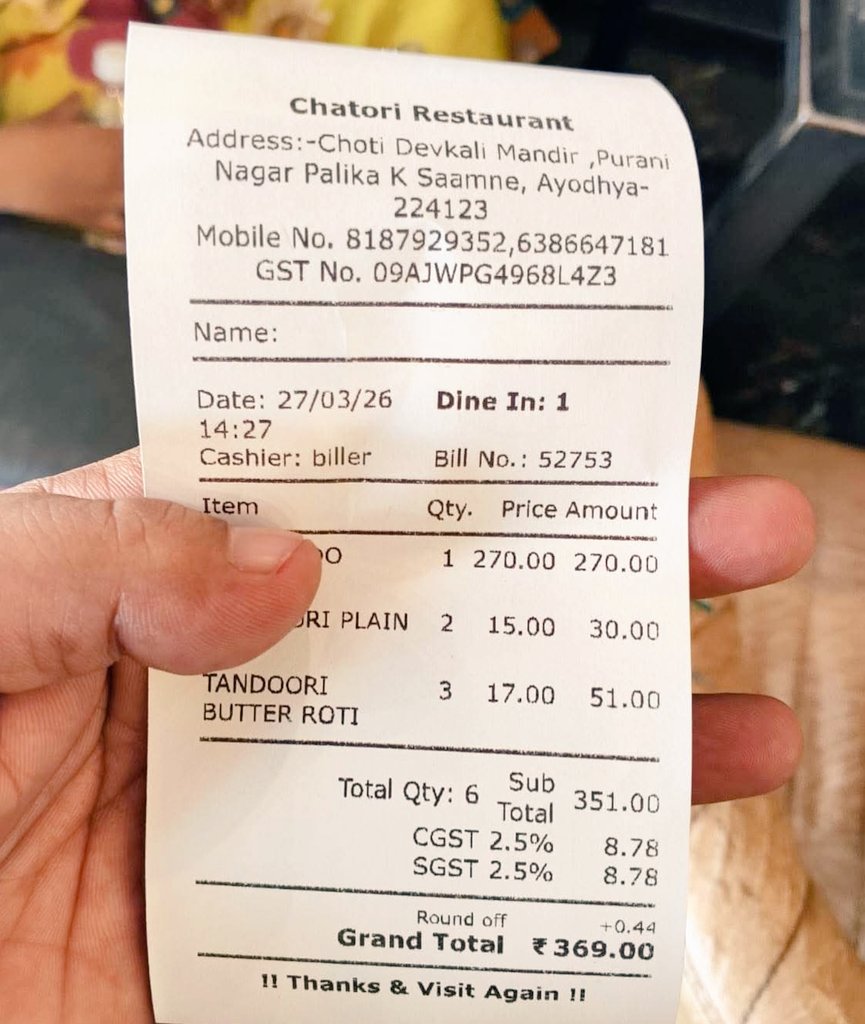 Chatori Restaurant
Address:-Choti Devkali Mandir ,Purani
Nagar Palika K Saamne, Ayodhya-
224123
Mobile No. 8187929352,6386647181
GST No. 09AJWPG4968L4Z3
Name:
Date: 27/03/26 Dine In: 1
14:27
Cashier: biller Bill No.: 52753
Item Qty. Price Amount
1 270.00 270.00
PLAIN 2 15.00 30.00
TANDOORI 3 17.00 51.00
BUTTER ROTI
Total Qty: 6 Sub Total 351.00
CGST 2.5% 8.78
SGST 2.5% 8.78
Round off +0.44
Grand Total ₹369.00
!! Thanks & Visit Again !!